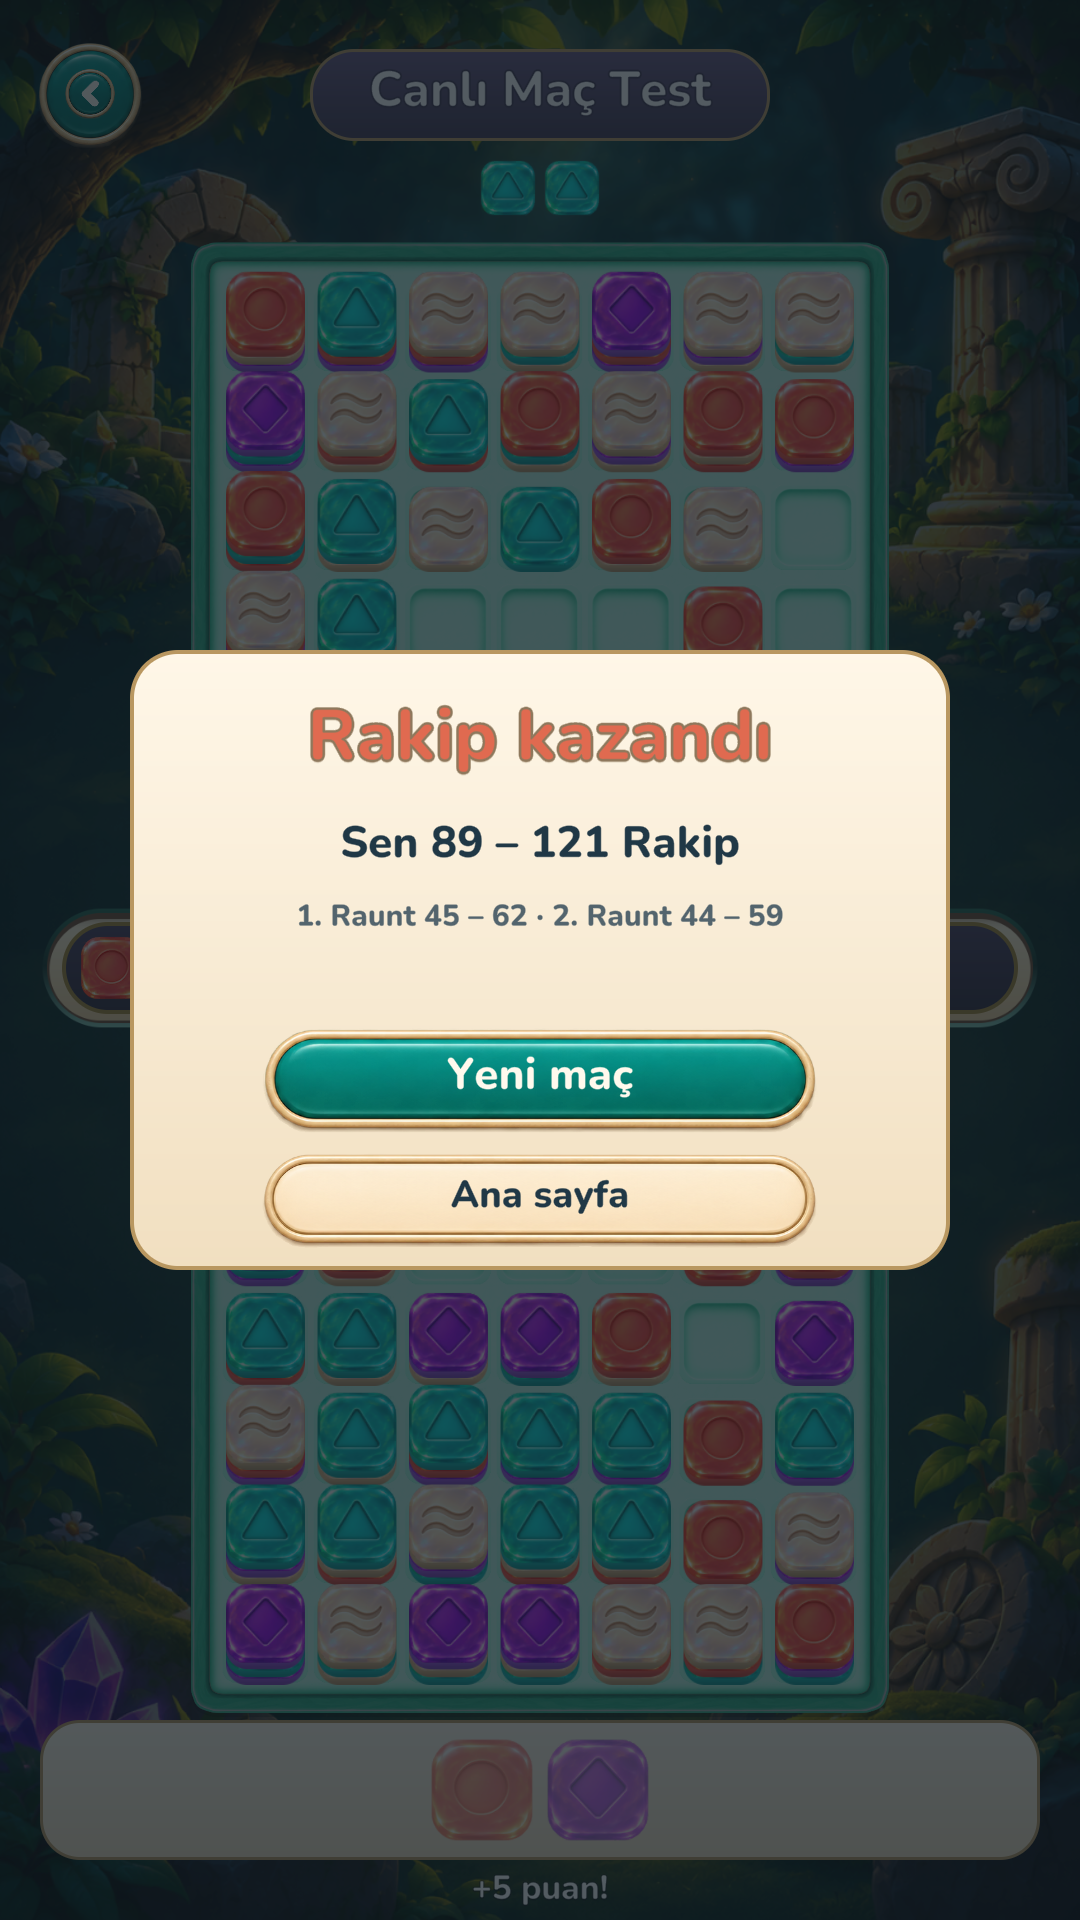 Canlı Maç Test
Rakip kazandı
Sen 89 – 121 Rakip
1. Raunt 45 – 62 · 2. Raunt 44 – 59
Yeni maç
Ana sayfa
+5 puan!